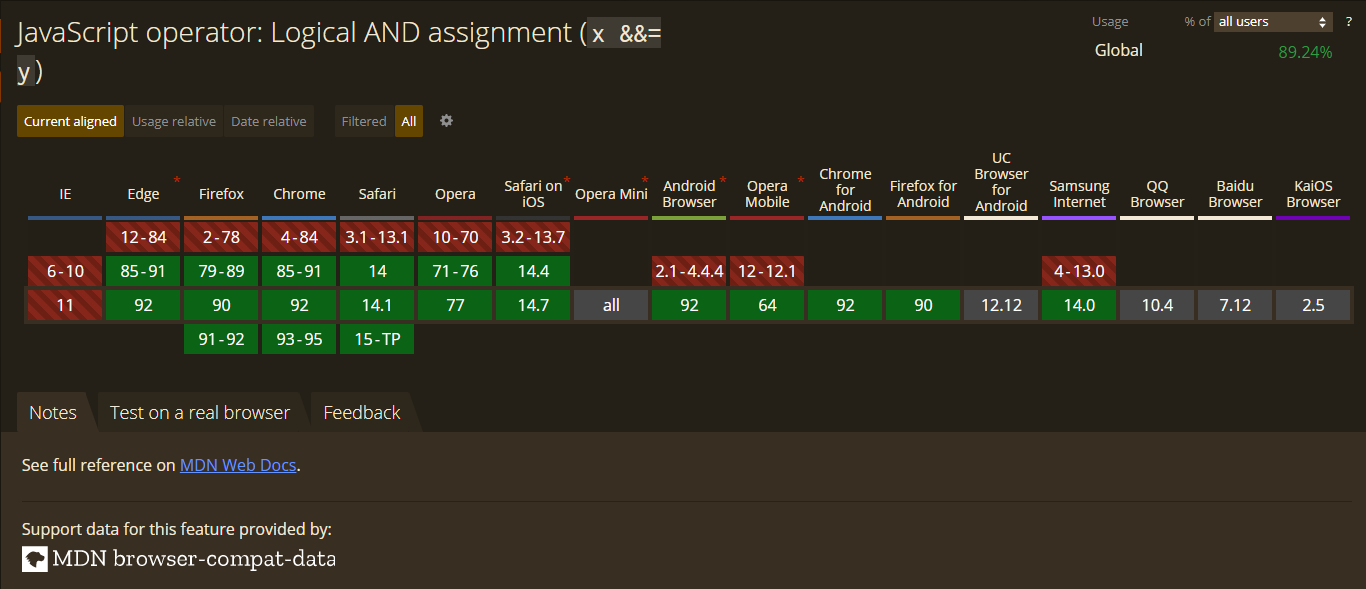 JavaScript operator: Logical AND assignment (x &&=
y)
Usage % of all users ?
Global 89.24%
Current aligned Usage relative Date relative Filtered All
IE Edge * Firefox Chrome Safari Opera Safari on iOS * Opera Mini * Android Browser * Opera Mobile * Chrome for Android Firefox for Android UC Browser for Android Samsung Internet QQ Browser Baidu Browser KaiOS Browser
12-84 2-78 4-84 3.1-13.1 10-70 3.2-13.7
6-10 85-91 79-89 85-91 14 71-76 14.4 2.1-4.4.4 12-12.1 4-13.0
11 92 90 92 14.1 77 14.7 all 92 64 92 90 12.12 14.0 10.4 7.12 2.5
91-92 93-95 15-TP
Notes Test on a real browser Feedback
See full reference on MDN Web Docs.
Support data for this feature provided by:
MDN browser-compat-data